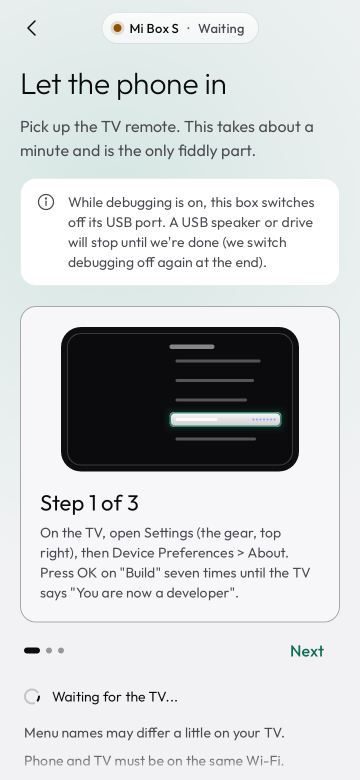 Mi Box S · Waiting
Let the phone in
Pick up the TV remote. This takes about a
minute and is the only fiddly part.
While debugging is on, this box switches
off its USB port. A USB speaker or drive
will stop until we're done (we switch
debugging off again at the end).
Step 1 of 3
On the TV, open Settings (the gear, top
right), then Device Preferences > About.
Press OK on "Build" seven times until the TV
says "You are now a developer".
Next
Waiting for the TV...
Menu names may differ a little on your TV.
Phone and TV must be on the same Wi-Fi.